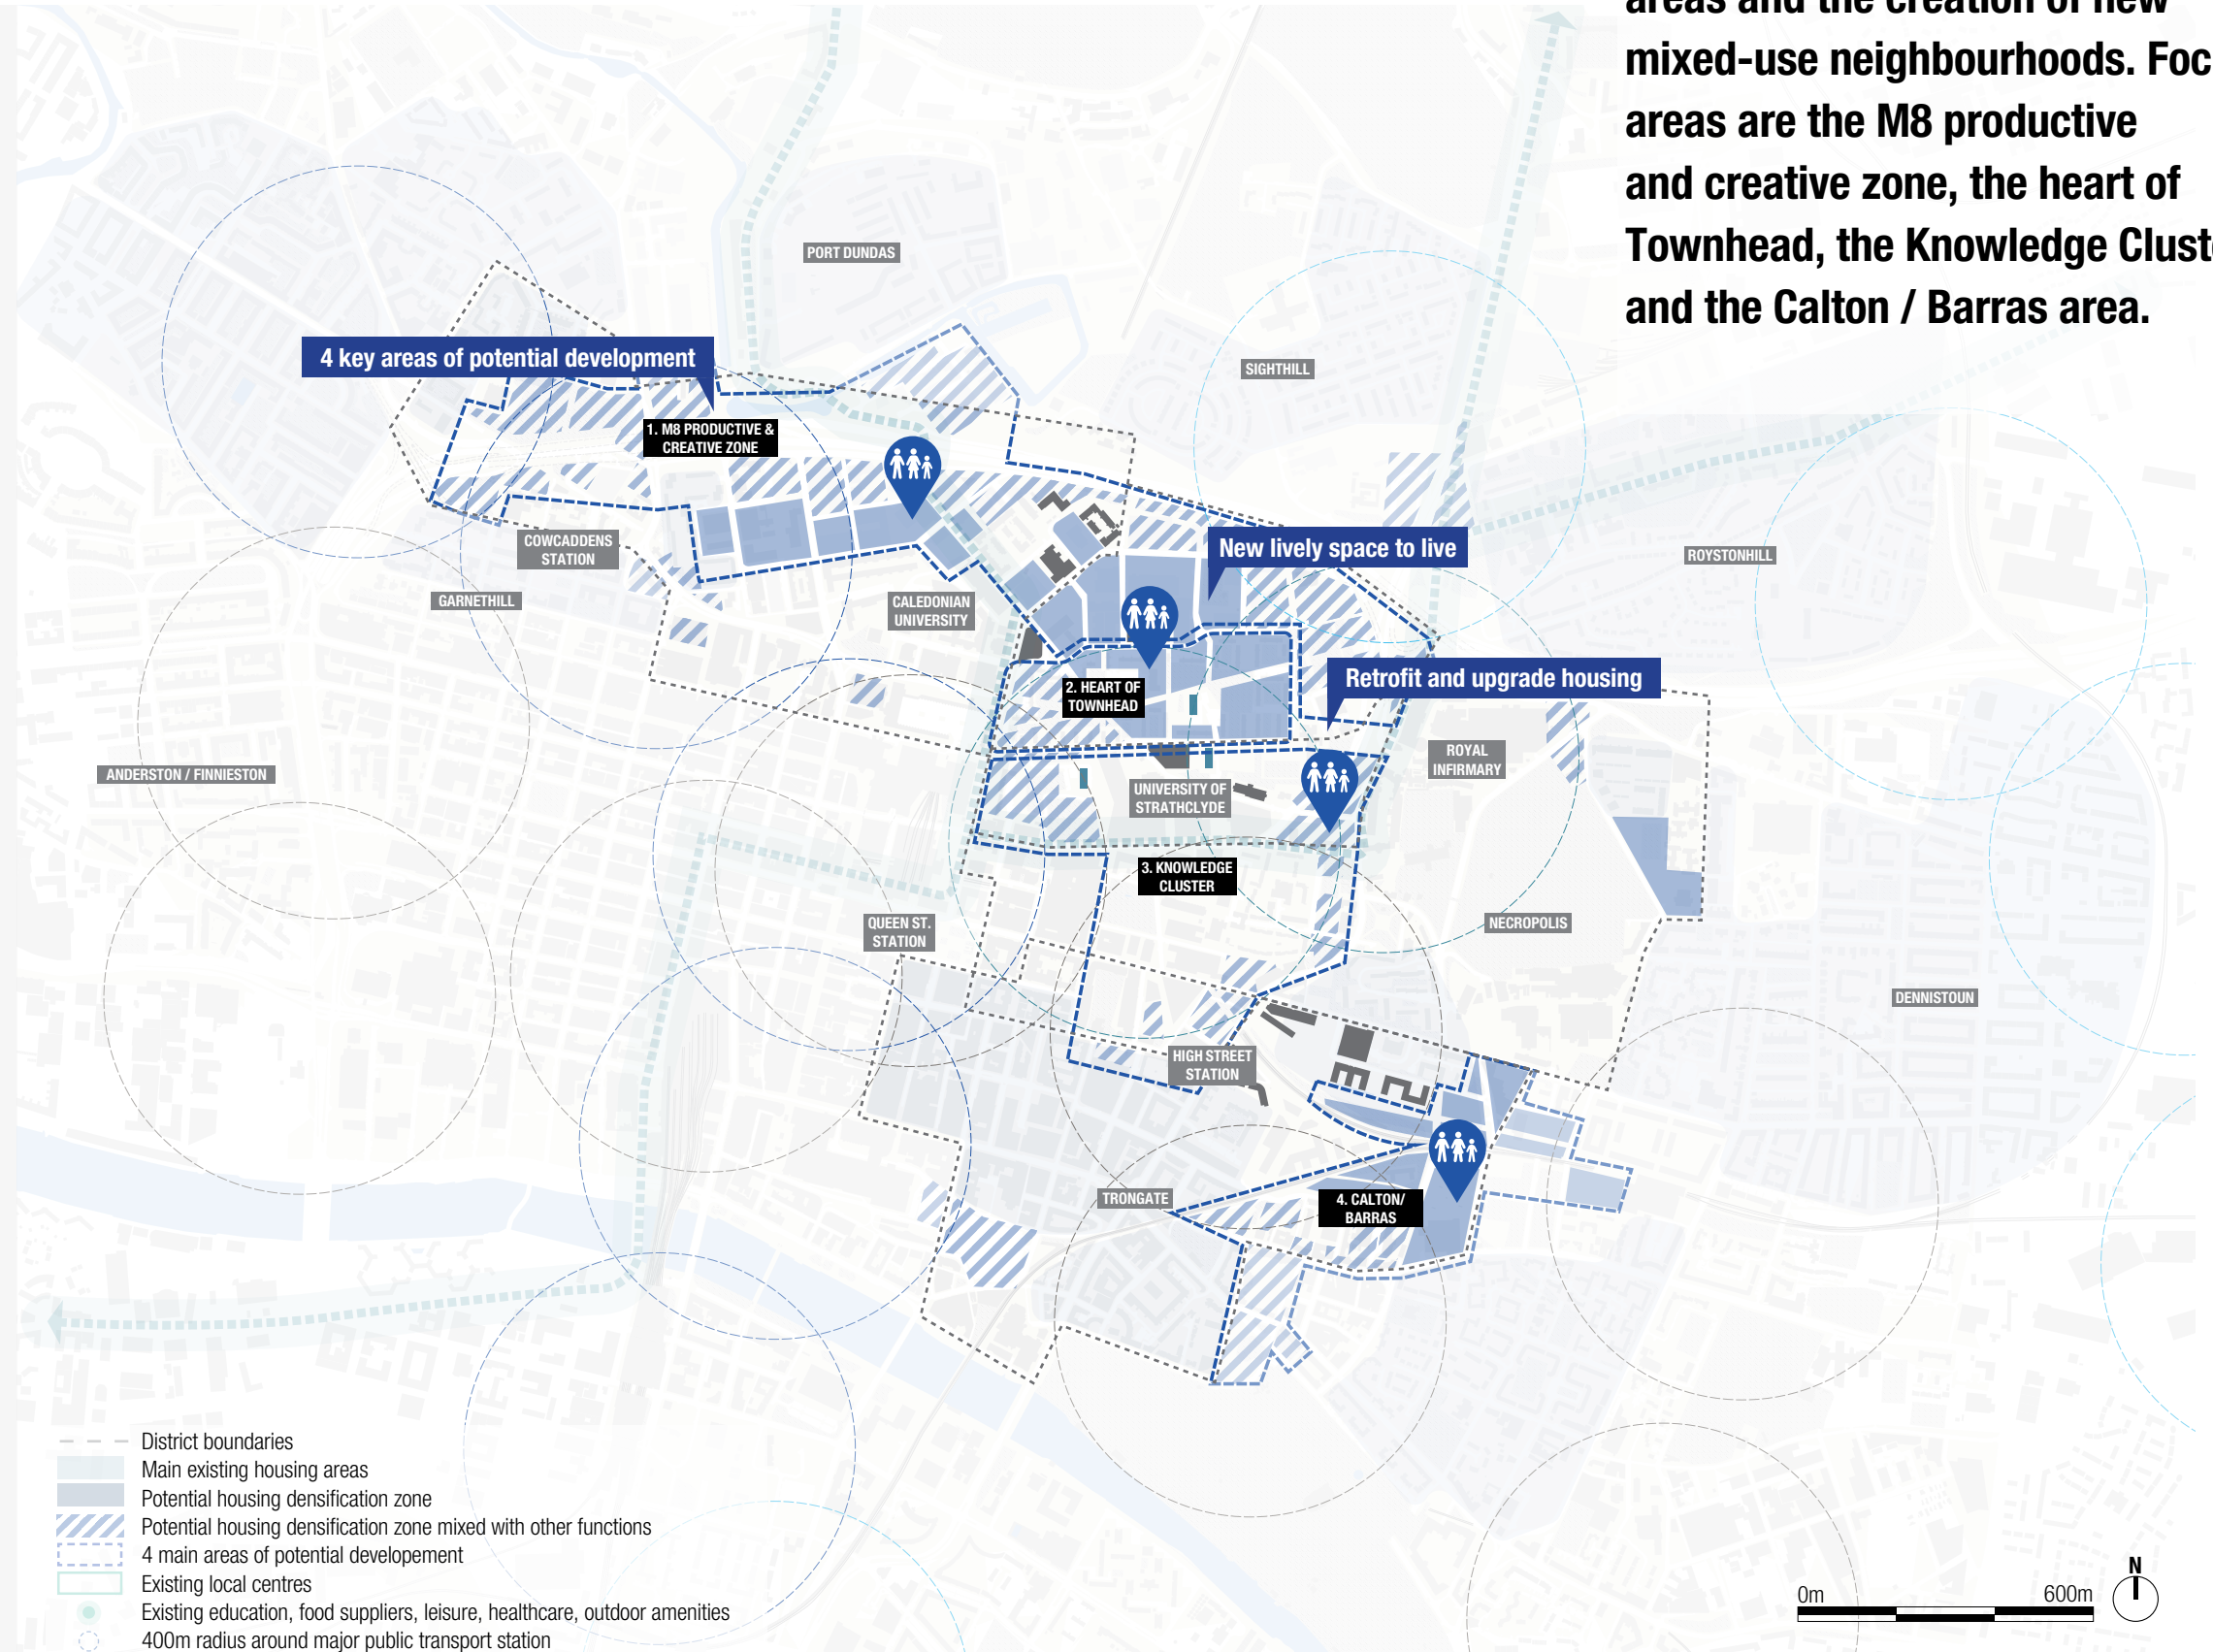 areas and the creation of new
mixed-use neighbourhoods. Foc
areas are the M8 productive
and creative zone, the heart of
Townhead, the Knowledge Clust
and the Calton / Barras area.
PORT DUNDAS
4 key areas of potential development
SIGHTHILL
1. M8 PRODUCTIVE &
CREATIVE ZONE
COWCADDENS
STATION
New lively space to live
ROYSTONHILL
GARNETHILL
CALEDONIAN
UNIVERSITY
Retrofit and upgrade housing
2. HEART OF
TOWNHEAD
ROYAL
INFIRMARY
ANDERSTON / FINNIESTON
UNIVERSITY OF
STRATHCLYDE
3. KNOWLEDGE
CLUSTER
QUEEN ST.
STATION
NECROPOLIS
DENNISTOUN
HIGH STREET
STATION
TRONGATE
4. CALTON/
BARRAS
District boundaries
Main existing housing areas
Potential housing densification zone
Potential housing densification zone mixed with other functions
4 main areas of potential developement
Existing local centres
Existing education, food suppliers, leisure, healthcare, outdoor amenities
400m radius around major public transport station
0m 600m
N